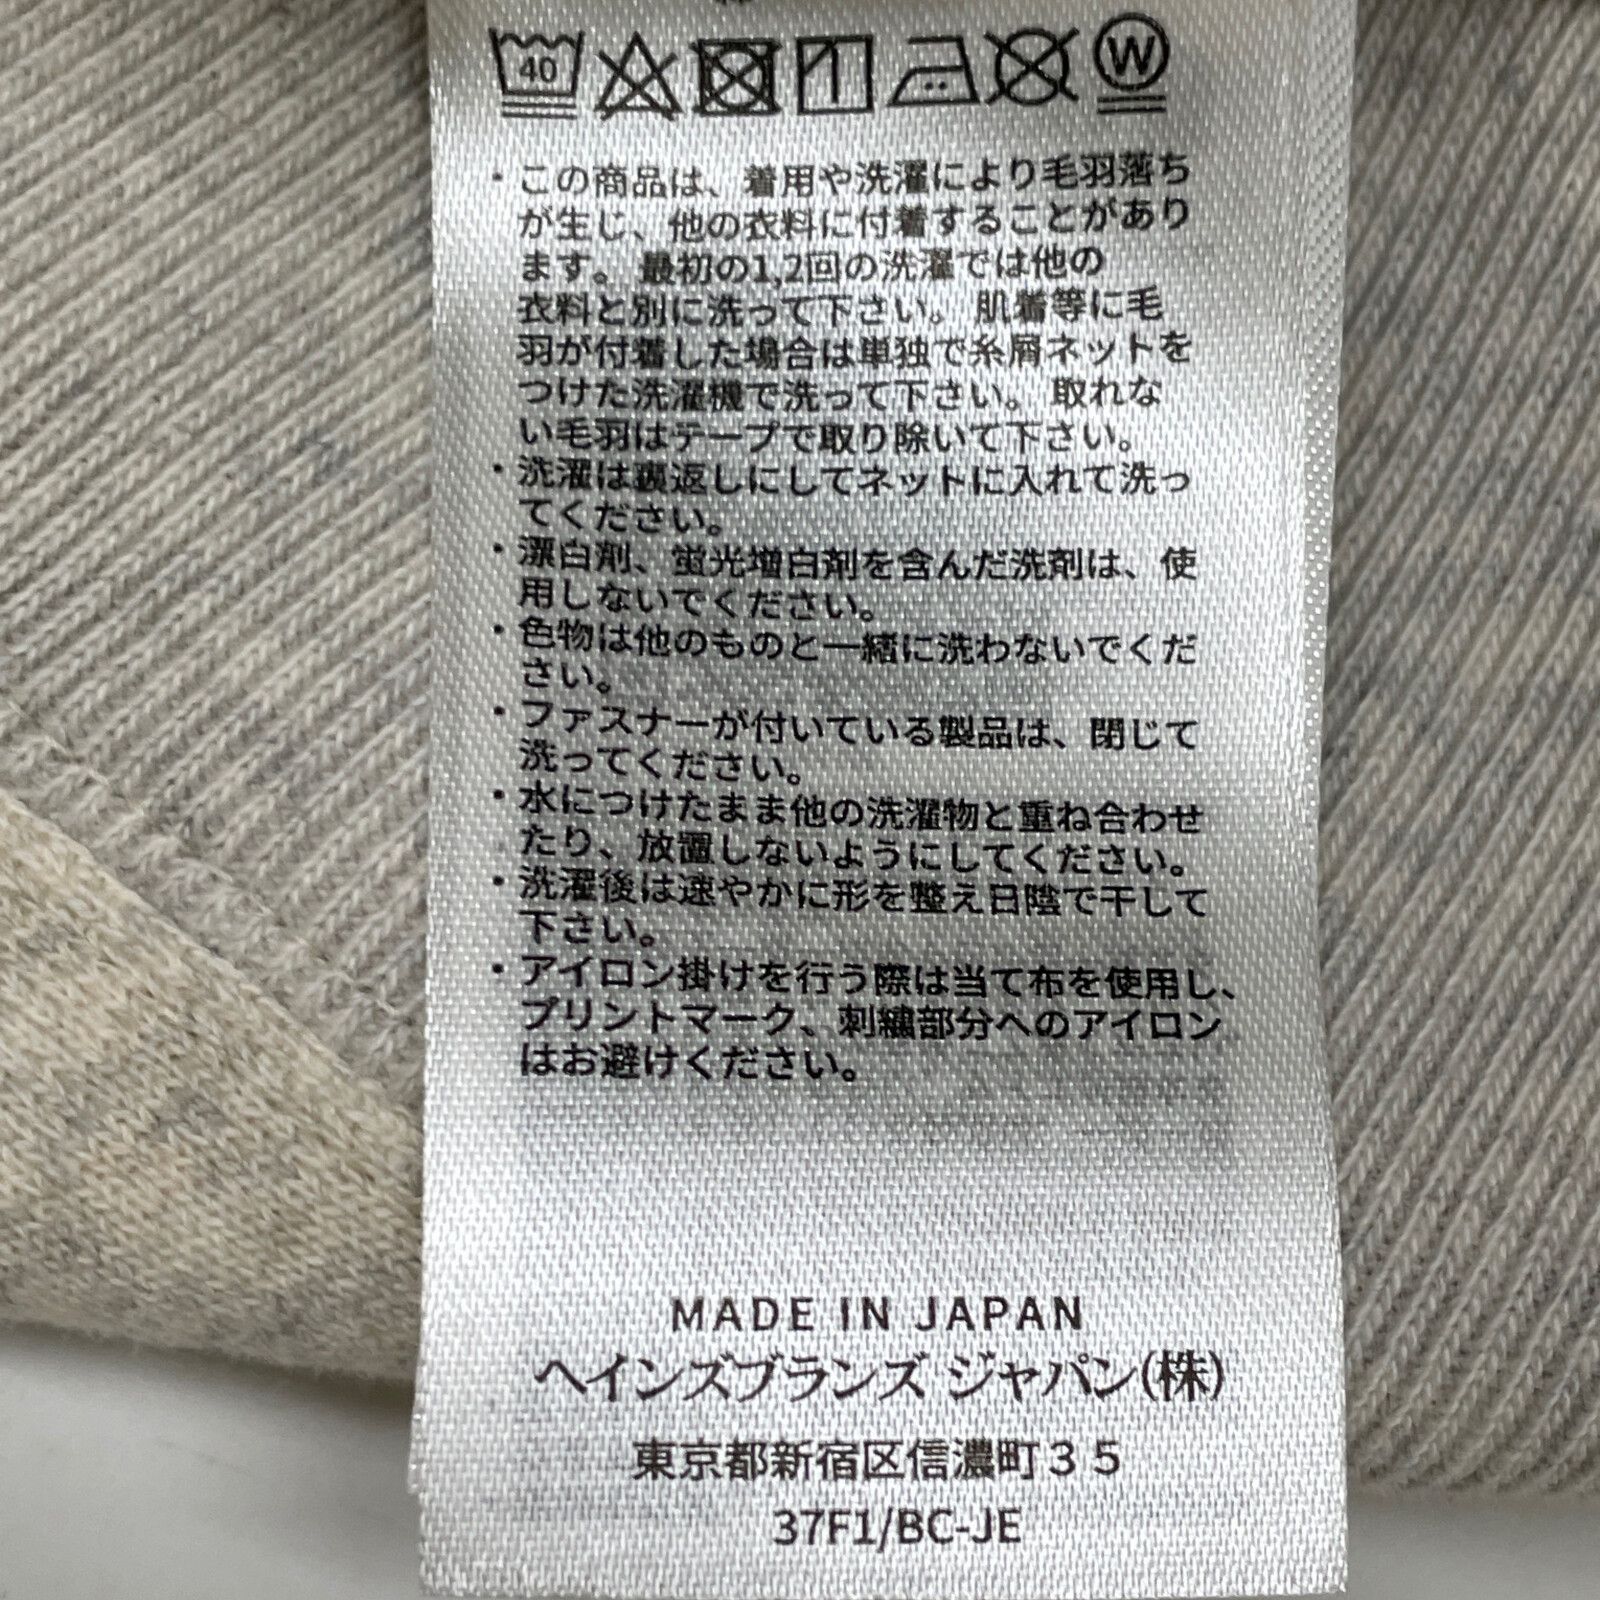 40
W
・この商品は、着用や洗濯により毛羽落ち
が生じ、他の衣料に付着することがあり
ます。 最初の1,2回の洗濯では他の
衣料と別に洗って下さい。 肌着等に毛
羽が付着した場合は単独で糸屑ネットを
つけた洗濯機で洗って下さい。 取れな
い毛羽はテープで取り除いて下さい。
・洗濯は裏返しにしてネットに入れて洗っ
てください。
・漂白剤、蛍光増白剤を含んだ洗剤は、使
用しないでください。
・色物は他のものと一緒に洗わないでくだ
さい。
・ファスナーが付いている製品は、閉じて
洗ってください。
・水につけたまま他の洗濯物と重ね合わせ
たり、放置しないようにしてください。
・洗濯後は速やかに形を整え日陰で干して
下さい。
・アイロン掛けを行う際は当て布を使用し、
プリントマーク、刺繍部分へのアイロン
はお避けください。
MADE IN JAPAN
ヘインズブランズ ジャパン(株)
東京都新宿区信濃町３５
37F1/BC-JE